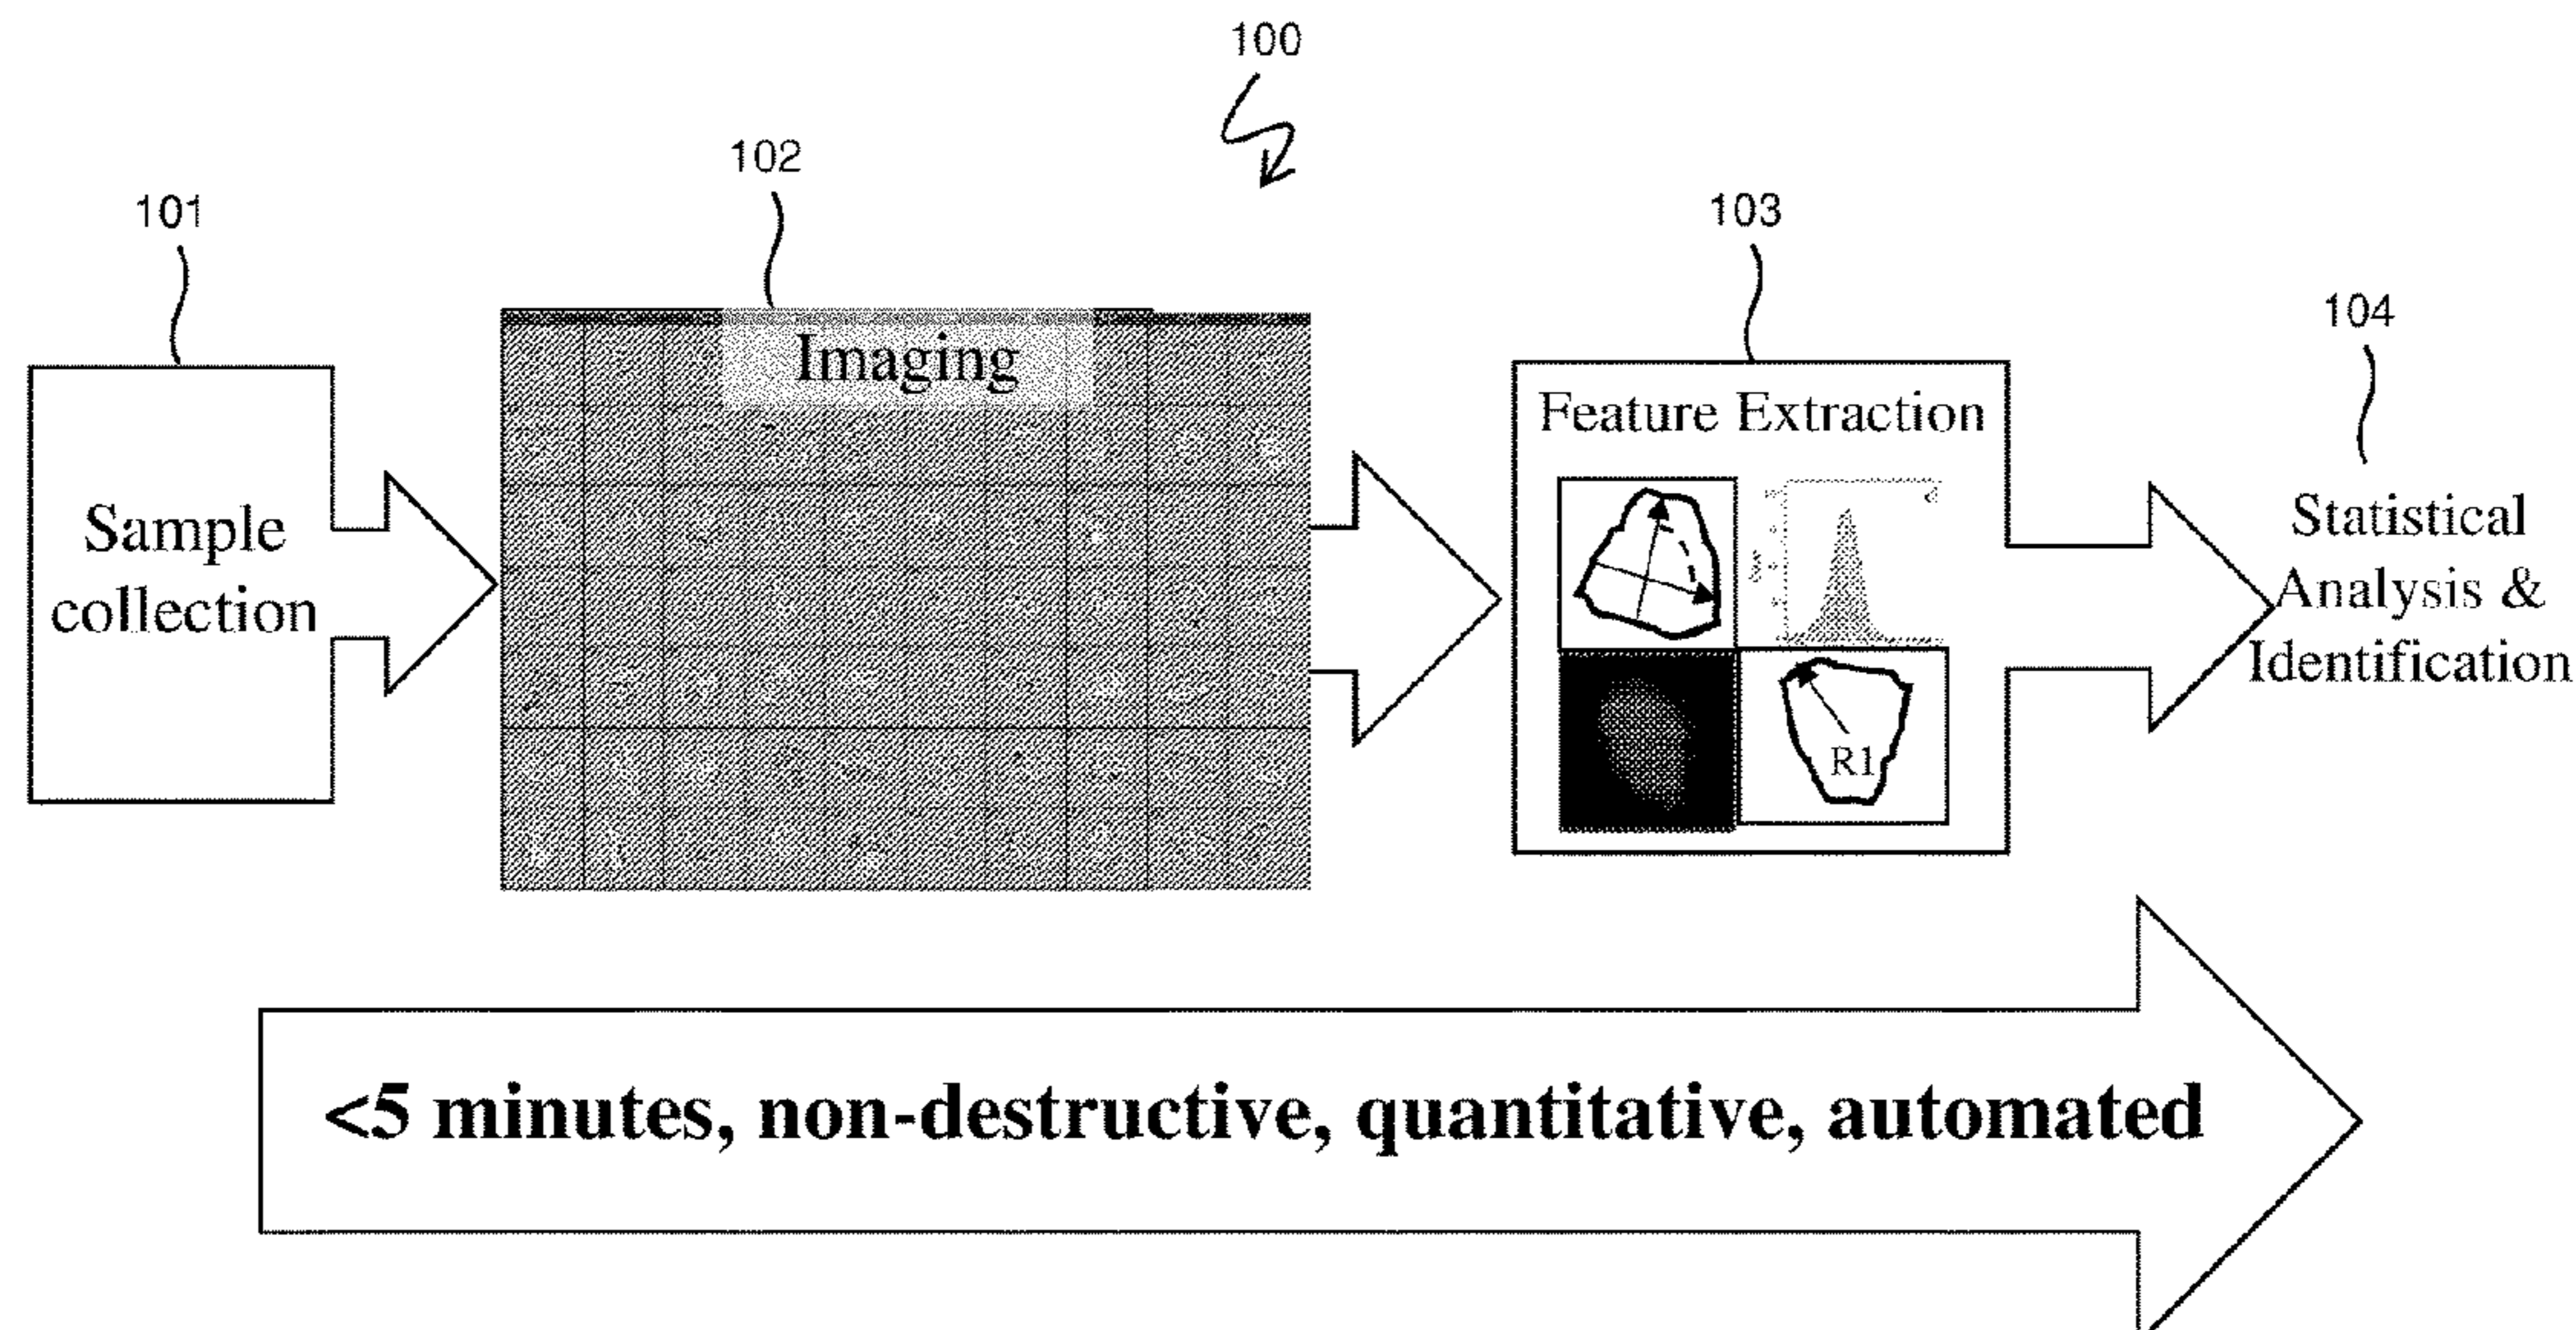 100
102
101
103
104
Imaging
Feature Extraction
Sample
collection
Statistical
Analysis &
Identification
R1
<5 minutes, non-destructive, quantitative, automated